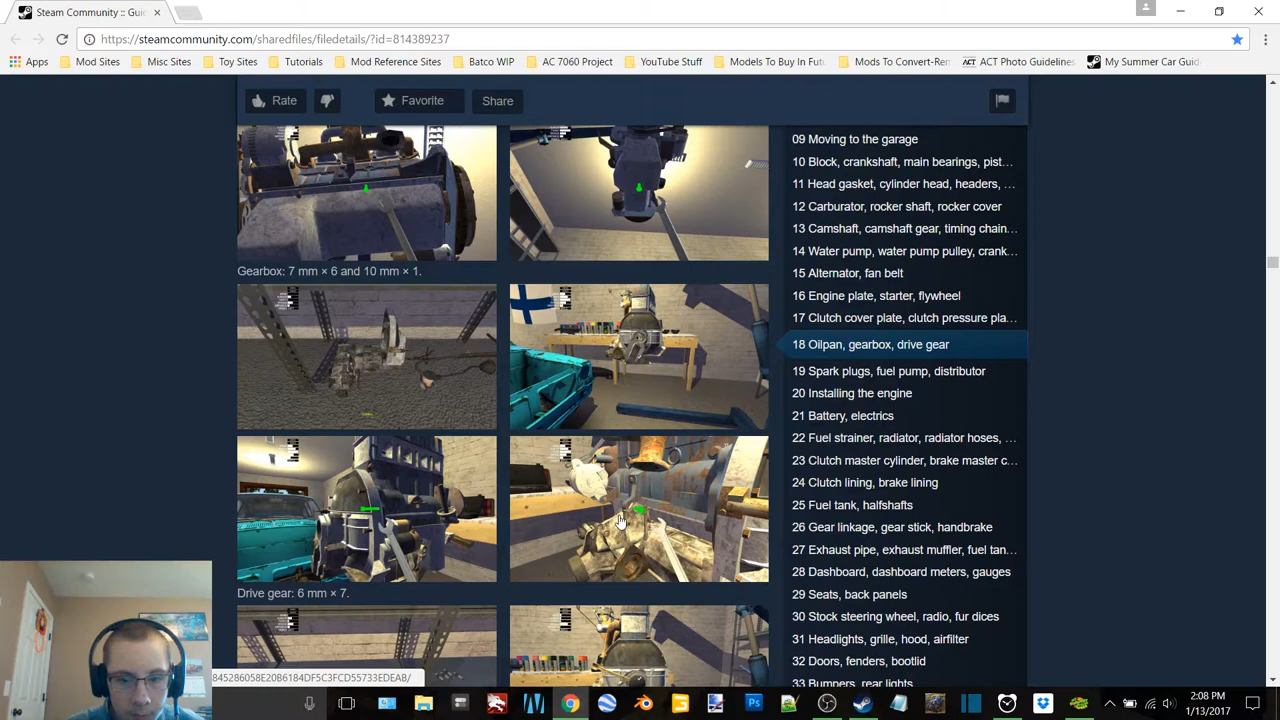 Steam Community :: Guid
https://steamcommunity.com/sharedfiles/filedetails/?id=814389237
Apps Mod Sites Misc Sites Toy Sites Tutorials Mod Reference Sites Batco WIP AC 7060 Project YouTube Stuff Models To Buy In Futu Mods To Convert-Rem ACT ACT Photo Guidelines My Summer Car Guid
Rate Favorite Share
09 Moving to the garage
10 Block, crankshaft, main bearings, pist...
11 Head gasket, cylinder head, headers, ...
12 Carburator, rocker shaft, rocker cover
13 Camshaft, camshaft gear, timing chain...
14 Water pump, water pump pulley, crank...
Gearbox: 7 mm × 6 and 10 mm × 1.
15 Alternator, fan belt
16 Engine plate, starter, flywheel
17 Clutch cover plate, clutch pressure pla...
18 Oilpan, gearbox, drive gear
19 Spark plugs, fuel pump, distributor
20 Installing the engine
21 Battery, electrics
22 Fuel strainer, radiator, radiator hoses, ...
23 Clutch master cylinder, brake master c...
24 Clutch lining, brake lining
25 Fuel tank, halfshafts
26 Gear linkage, gear stick, handbrake
27 Exhaust pipe, exhaust muffler, fuel tan...
28 Dashboard, dashboard meters, gauges
Drive gear: 6 mm × 7.
29 Seats, back panels
30 Stock steering wheel, radio, fur dices
31 Headlights, grille, hood, airfilter
32 Doors, fenders, bootlid
33 Bumpers, rear lights
845286058E20B6184DF5C3FCD55733EDEAB/
2:08 PM
1/13/2017